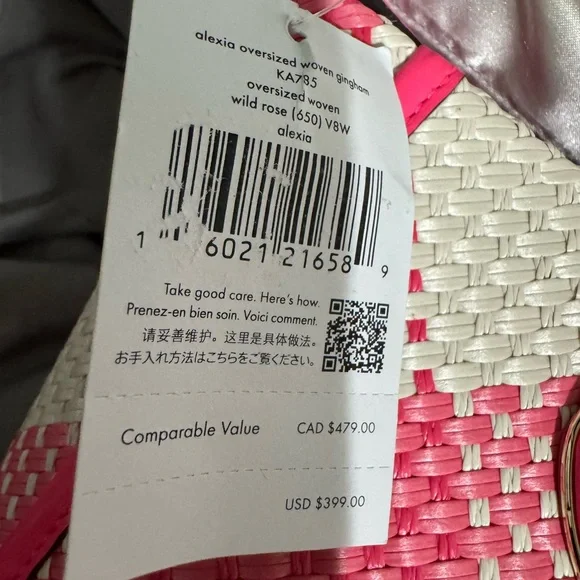 alexia oversized woven gingham
KA785
oversized woven
wild rose (650) V8W
alexia
1 6021 21658 9
Take good care. Here's how.
Prenez-en bien soin. Voici comment.
请妥善维护。这里是具体做法。
お手入れ方法はこちらをご覧ください。
Comparable Value CAD $479.00
USD $399.00